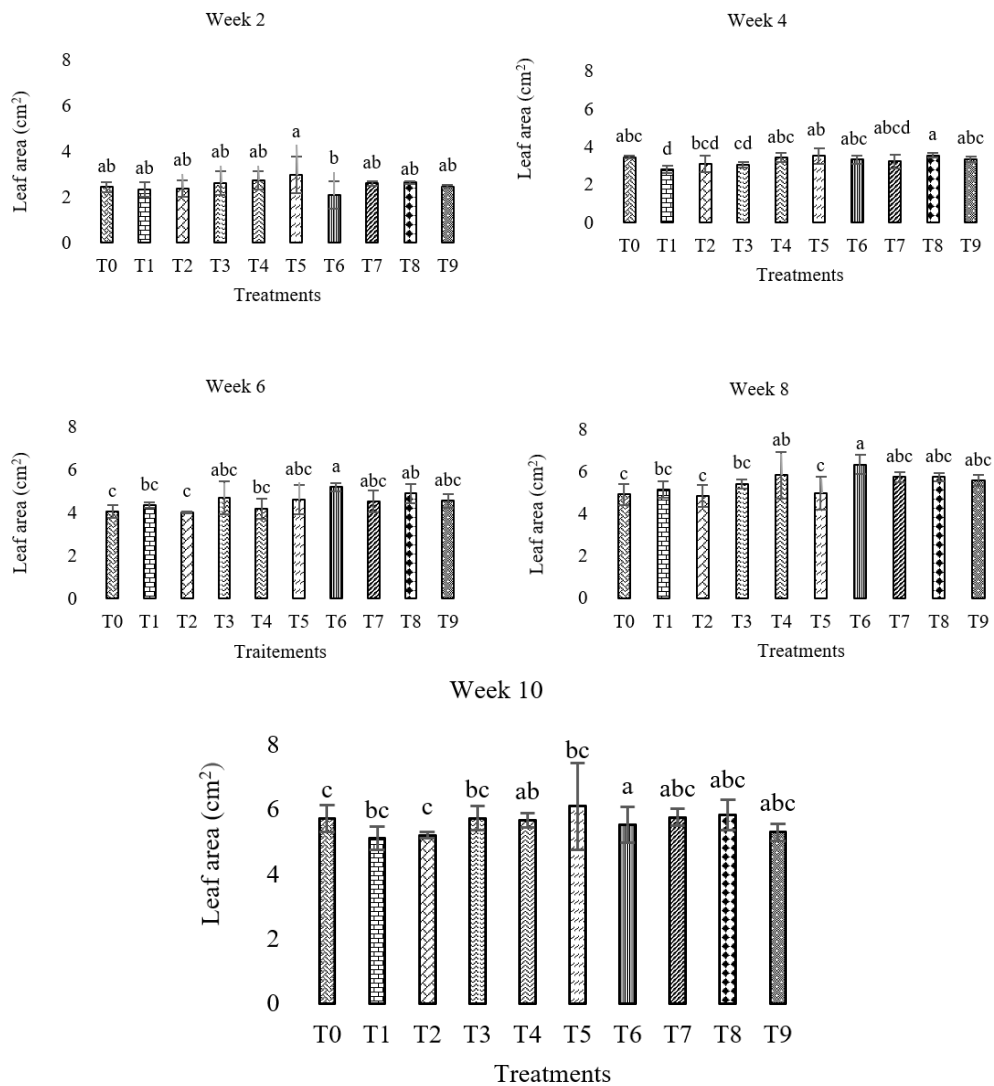 Week 2
8
6
4
2
0
Leaf area (cm²)
ab ab ab ab ab a b ab ab ab
T0 T1 T2 T3 T4 T5 T6 T7 T8 T9
Treatments
Week 4
8
6
4
2
0
Leaf area (cm²)
abc d bcd cd abc ab abc abcd a abc
T0 T1 T2 T3 T4 T5 T6 T7 T8 T9
Treatments
Week 6
8
6
4
2
0
Leaf area (cm²)
c bc c abc bc abc a abc ab abc
T0 T1 T2 T3 T4 T5 T6 T7 T8 T9
Traitements
Week 8
8
6
4
2
0
Leaf area (cm²)
c bc c bc ab c a abc abc abc
T0 T1 T2 T3 T4 T5 T6 T7 T8 T9
Treatments
Week 10
8
6
4
2
0
Leaf area (cm²)
c bc c bc ab bc a abc abc abc
T0 T1 T2 T3 T4 T5 T6 T7 T8 T9
Treatments